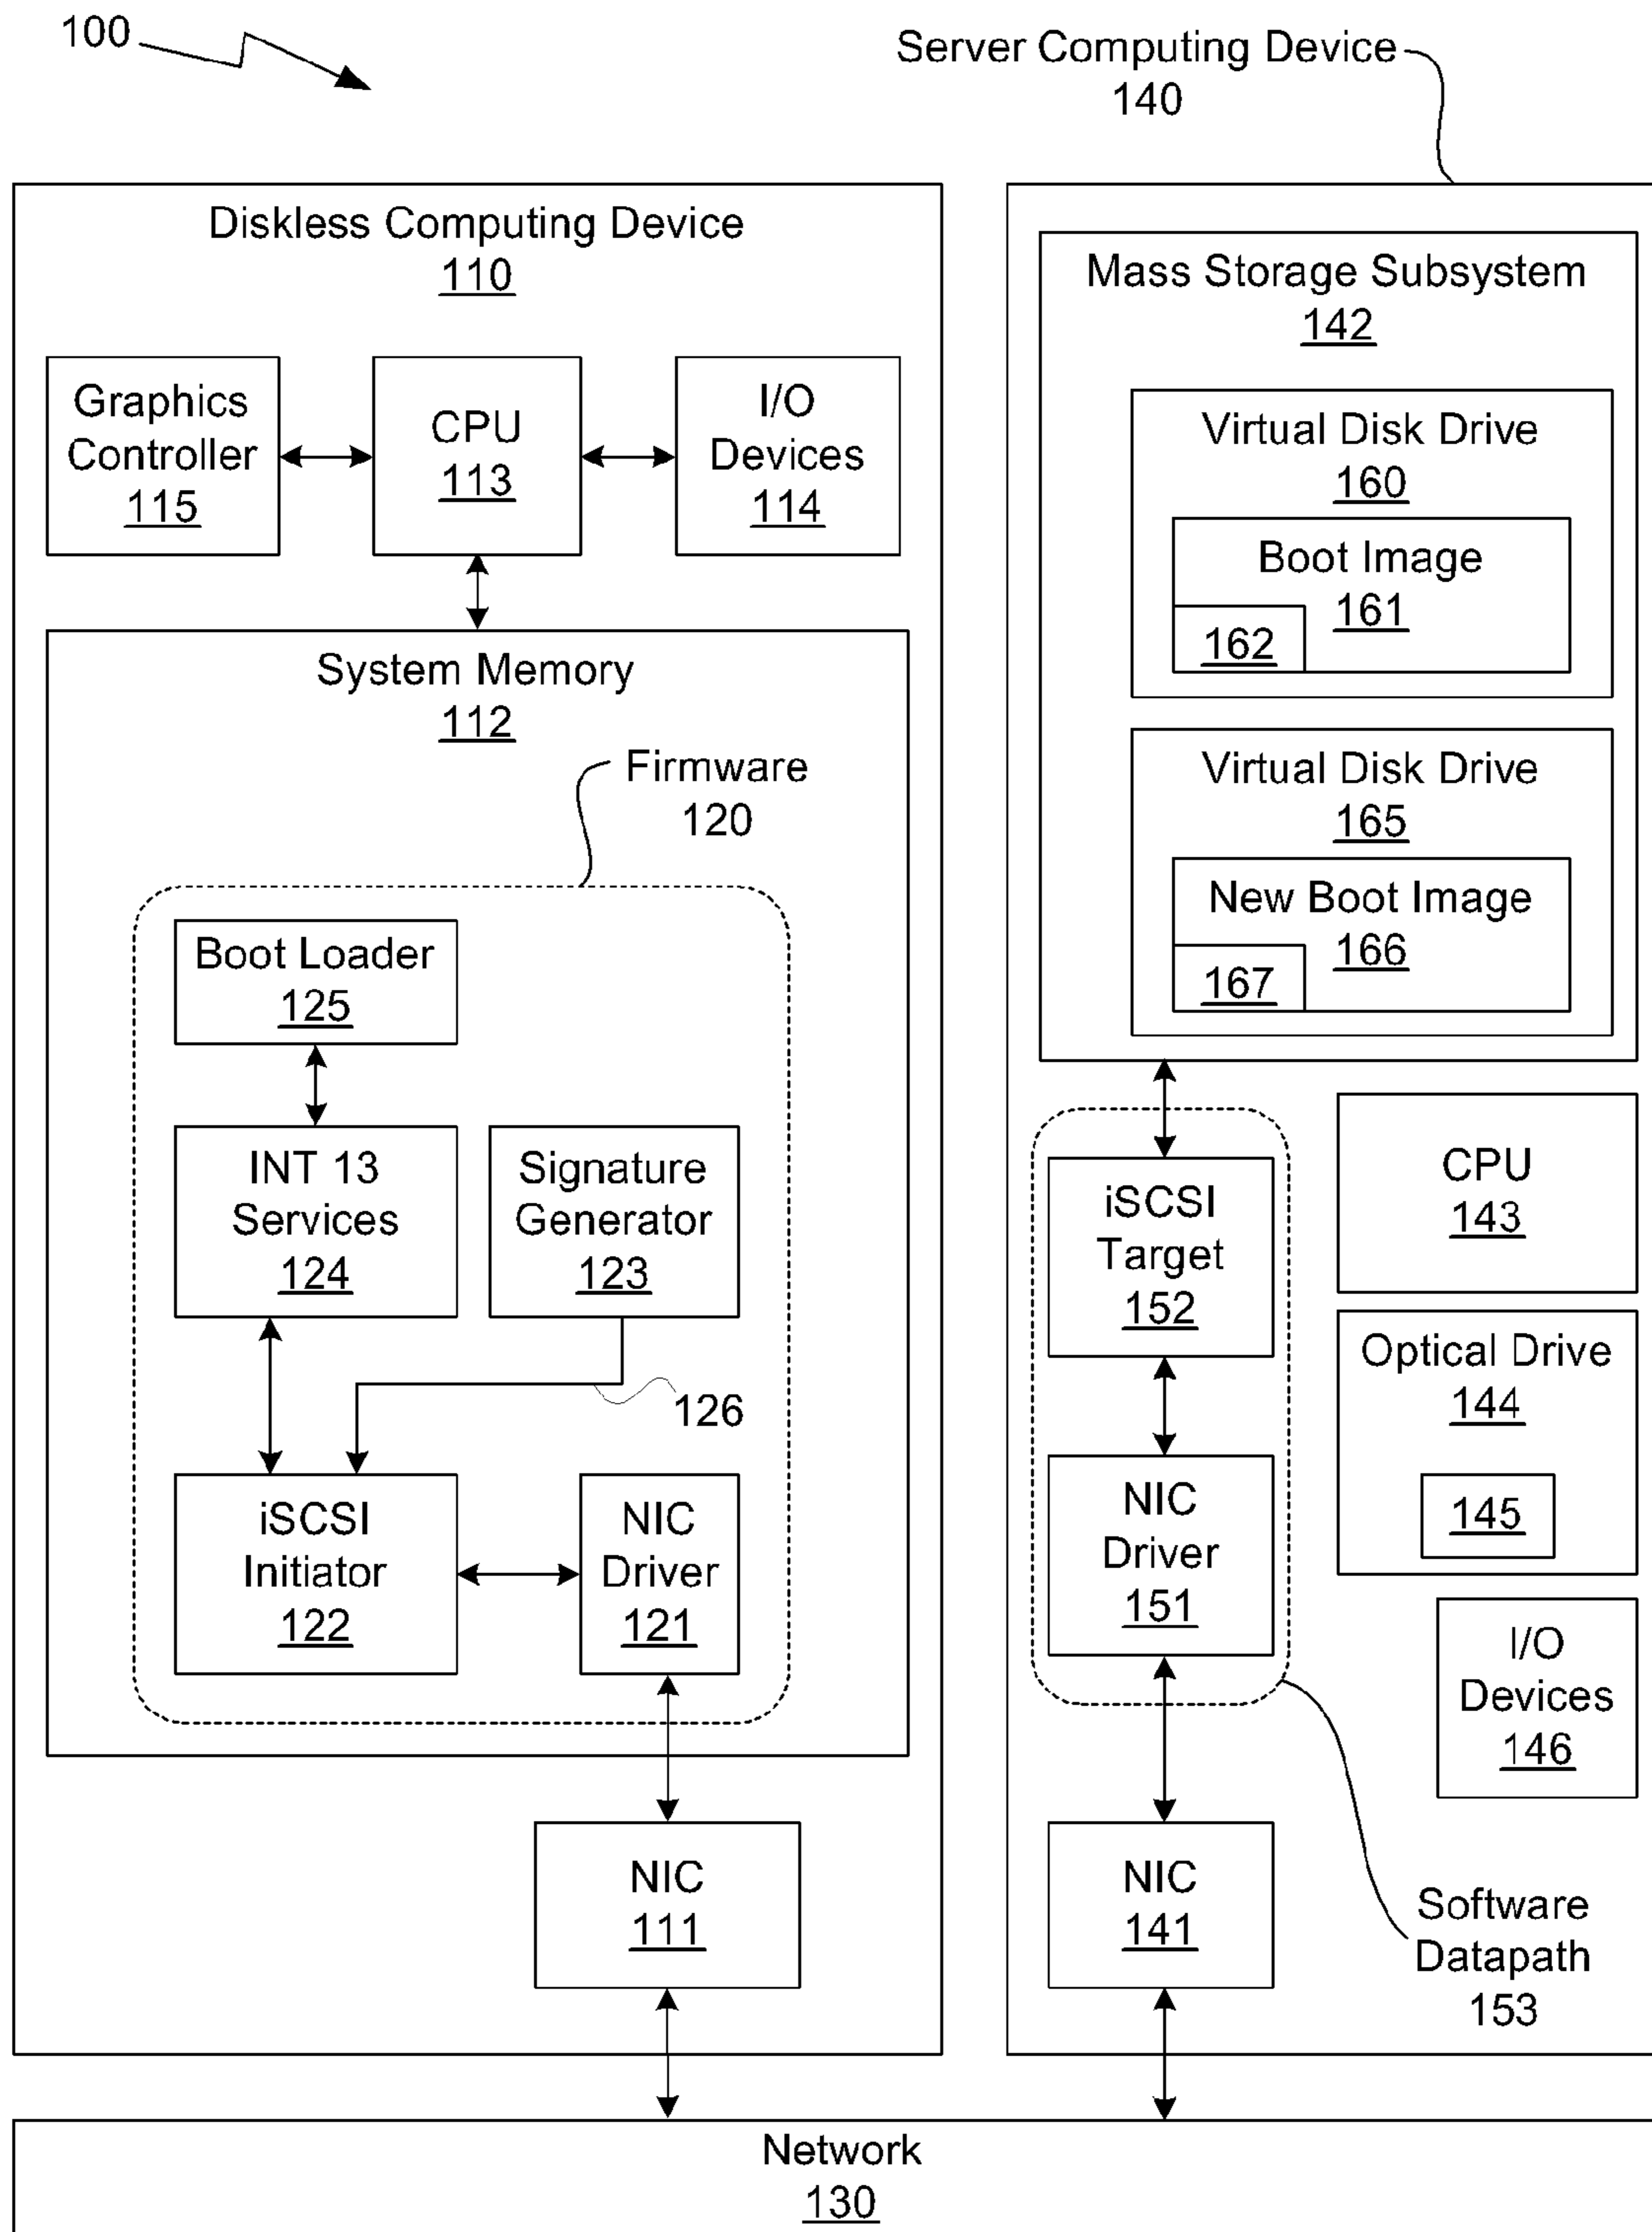 100
Server Computing Device
140
Diskless Computing Device
110
Graphics
Controller
115
CPU
113
I/O
Devices
114
System Memory
112
Firmware
120
Boot Loader
125
INT 13
Services
124
Signature
Generator
123
126
iSCSI
Initiator
122
NIC
Driver
121
NIC
111
Mass Storage Subsystem
142
Virtual Disk Drive
160
Boot Image
161
162
Virtual Disk Drive
165
New Boot Image
166
167
iSCSI
Target
152
NIC
Driver
151
CPU
143
Optical Drive
144
145
I/O
Devices
146
NIC
141
Software
Datapath
153
Network
130